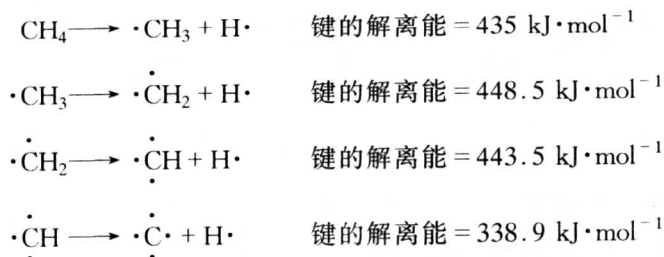 CH₄⟶ ·CH₃ + H· 键的解离能 = 435 kJ·mol⁻¹
·CH₃⟶ ·ĊH₂ + H· 键的解离能 = 448.5 kJ·mol⁻¹
·ĊH₂⟶ ·Ċ̣H + H· 键的解离能 = 443.5 kJ·mol⁻¹
·Ċ̣H ⟶ ·Ċ̣· + H· 键的解离能 = 338.9 kJ·mol⁻¹